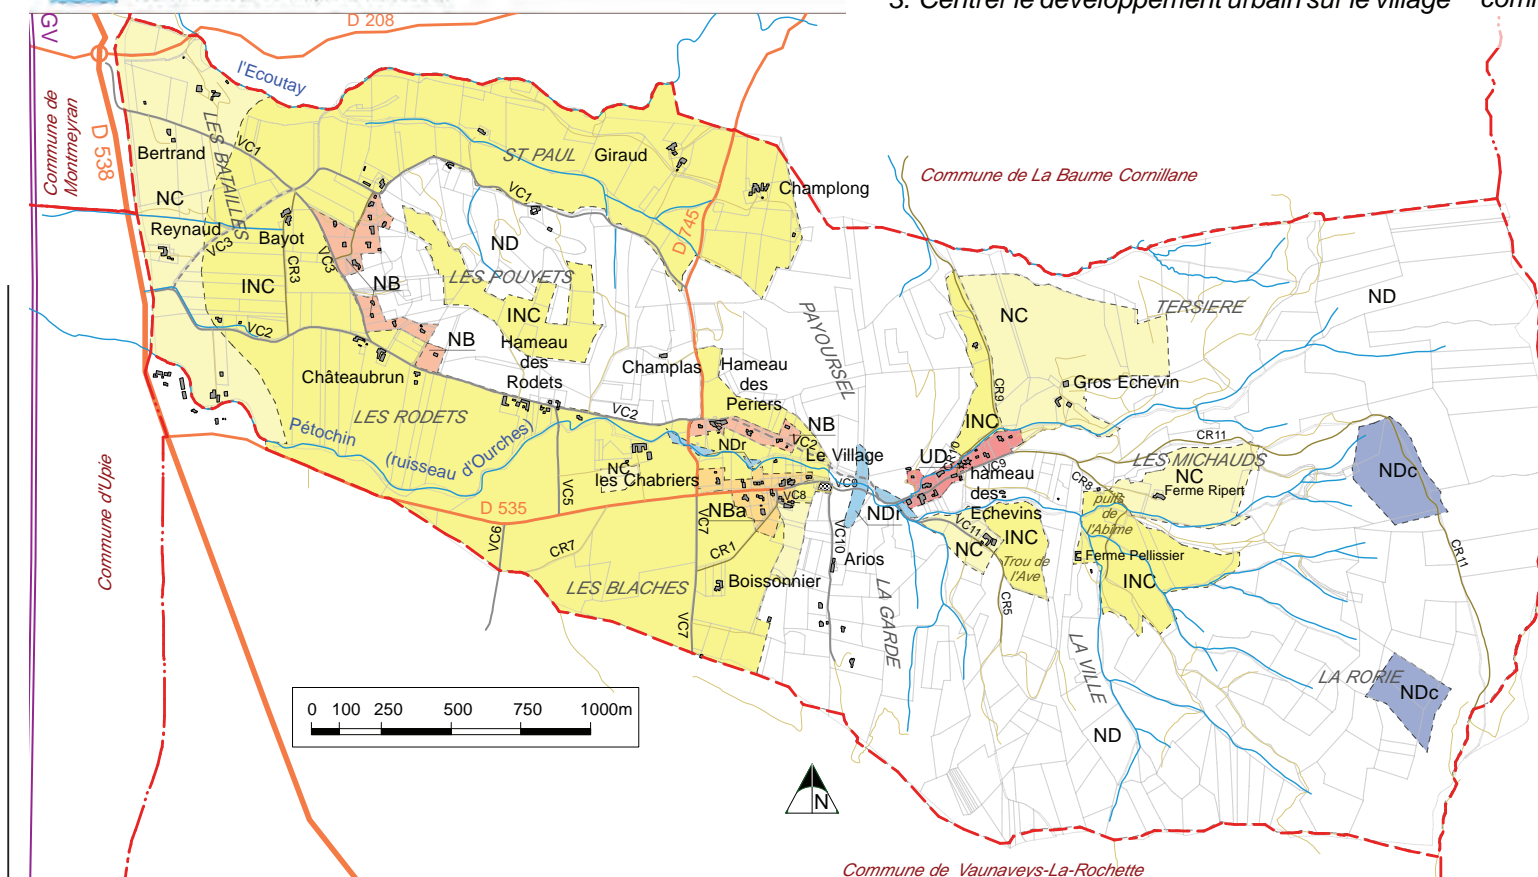 3. Centrer le développement urbain sur le village
D 208
GV
l'Ecoutay
Commune de
Montmeyran
D 538
LES BATAILLES
VC1
Bertrand
NC
Reynaud
VC3
Bayot
CR3
VC3
INC
VC2
NB
NB
ST PAUL
Giraud
VC1
ND
LES POUYETS
INC
Hameau
des
Rodets
D 745
Champlong
Commune de La Baume Cornillane
PAYOURSEL
Champlas
Hameau
des
Periers
NB
VC2
VC2
Châteaubrun
LES RODETS
Pétochin
(ruisseau d'Ourches)
NDr
NC
les Chabriers
Le Village
VC9
VC8
NBa
D 535
VC5
VC6
VC7
CR7
CR1
LES BLACHES
Boissonnier
VC7
VC10
Arios
LA GARDE
NDr
UD
VC9
hameau
des
Echevins
INC
CR9
NC
Gros Echevin
TERSIERE
ND
CR11
LES MICHAUDS
NC
Ferme Ripert
CR8
puits
de
l'Abîme
Ferme Pellissier
INC
VC11
NC
INC
Trou de
l'Ave
CR5
LA VILLE
ND
NDc
CR11
LA RORIE
NDc
Commune d'Upie
0 100 250 500 750 1000m
N
Commune de Vaunaveys-La-Rochette